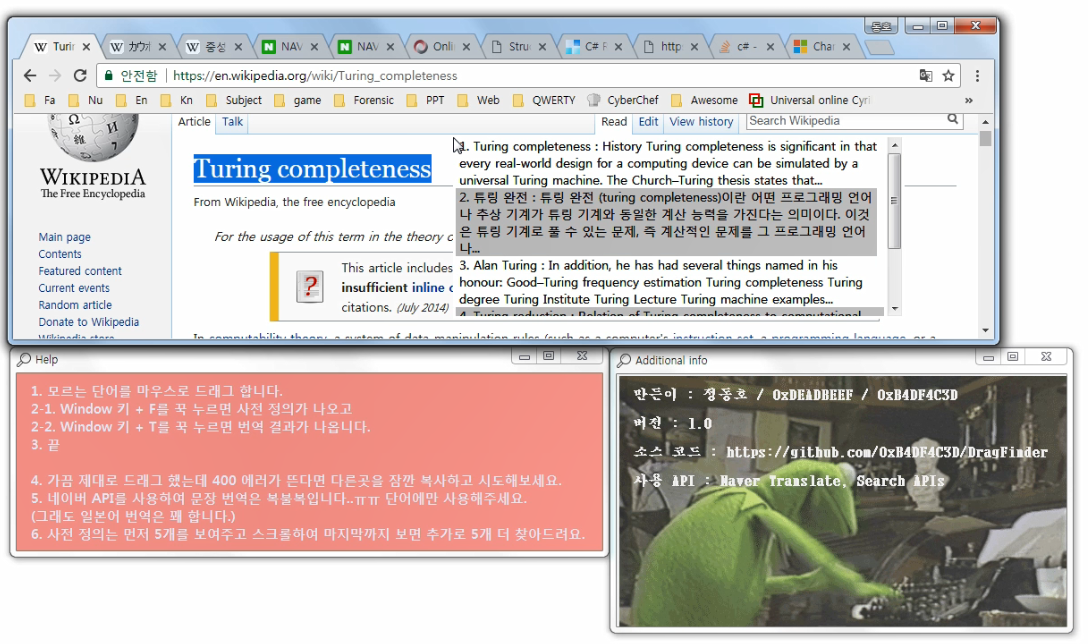 동호
Turin
カウォ
중성
NAV
NAV
Onli
Stru
C# F
http
c# -
Char
안전함
https://en.wikipedia.org/wiki/Turing_completeness
Fa
Nu
En
Kn
Subject
game
Forensic
PPT
Web
QWERTY
CyberChef
Awesome
Universal online Cyri
»
WIKIPEDIA
The Free Encyclopedia
Main page
Contents
Featured content
Current events
Random article
Donate to Wikipedia
Wikipedia store
Article
Talk
Read
Edit
View history
Search Wikipedia
Turing completeness
From Wikipedia, the free encyclopedia
For the usage of this term in the theory o
This article includes
insufficient inline c
citations. (July 2014)
In computability theory, a system of data-manipulation rules (such as a computer's instruction set, a programming language, or a
1. Turing completeness : History Turing completeness is significant in that
every real-world design for a computing device can be simulated by a
universal Turing machine. The Church–Turing thesis states that...
2. 튜링 완전 : 튜링 완전 (turing completeness)이란 어떤 프로그래밍 언어
나 추상 기계가 튜링 기계와 동일한 계산 능력을 가진다는 의미이다. 이것
은 튜링 기계로 풀 수 있는 문제, 즉 계산적인 문제를 그 프로그래밍 언어
나...
3. Alan Turing : In addition, he has had several things named in his
honour: Good–Turing frequency estimation Turing completeness Turing
degree Turing Institute Turing Lecture Turing machine examples...
4. Turing reduction : Relation of Turing completeness to computational
Help
1. 모르는 단어를 마우스로 드래그 합니다.
2-1. Window 키 + F를 꾹 누르면 사전 정의가 나오고
2-2. Window 키 + T를 꾹 누르면 번역 결과가 나옵니다.
3. 끝
4. 가끔 제대로 드래그 했는데 400 에러가 뜬다면 다른곳을 잠깐 복사하고 시도해보세요.
5. 네이버 API를 사용하여 문장 번역은 복불복입니다..ㅠㅠ 단어에만 사용해주세요.
(그래도 일본어 번역은 꽤 합니다.)
6. 사전 정의는 먼저 5개를 보여주고 스크롤하여 마지막까지 보면 추가로 5개 더 찾아드려요.
Additional info
만든이 : 정동호 / 0xDEADBEEF / 0xB4DF4C3D
버전 : 1.0
소스 코드 : https://github.com/0xB4DF4C3D/DragFinder
사용 API : Naver Translate, Search APIs